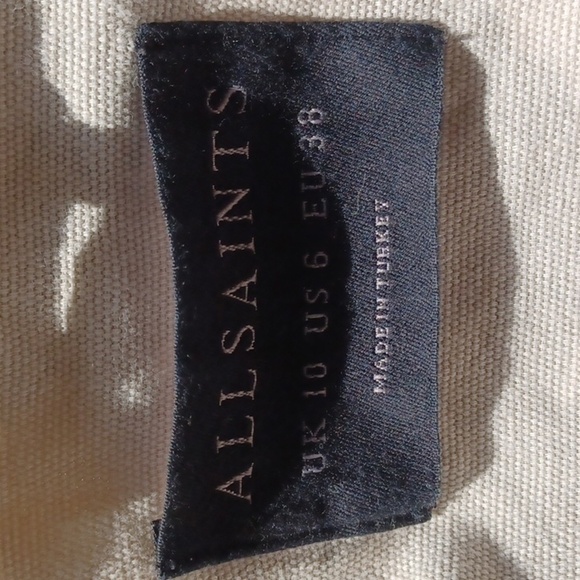 ALLSAINTS
UK 10 US 6 EU 38
MADE IN TURKEY